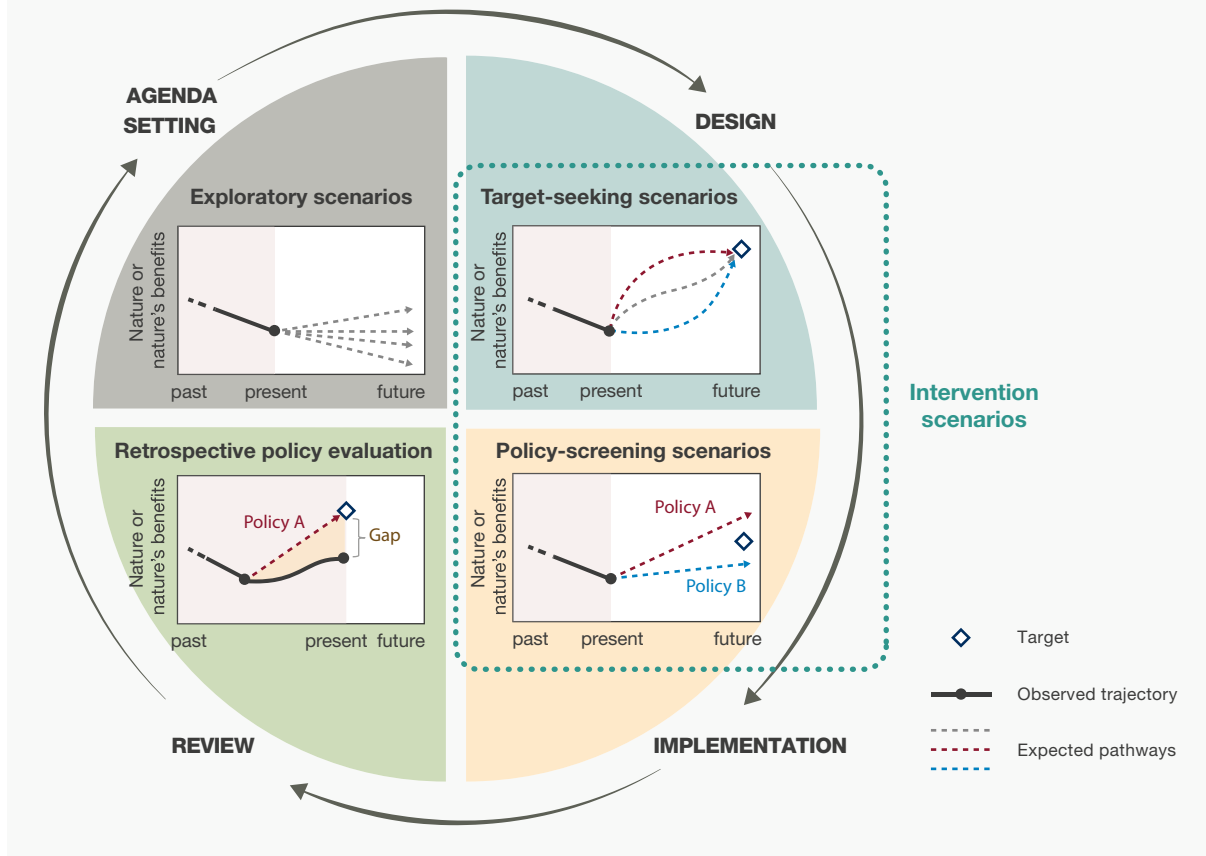 AGENDA
SETTING
DESIGN
Exploratory scenarios
Nature or
nature's benefits
past present future
Target-seeking scenarios
Nature or
nature's benefits
past present future
Intervention
scenarios
Retrospective policy evaluation
Nature or
nature's benefits
Policy A
Gap
past present future
Policy-screening scenarios
Nature or
nature's benefits
Policy A
Policy B
past present future
REVIEW
IMPLEMENTATION
Target
Observed trajectory
Expected pathways